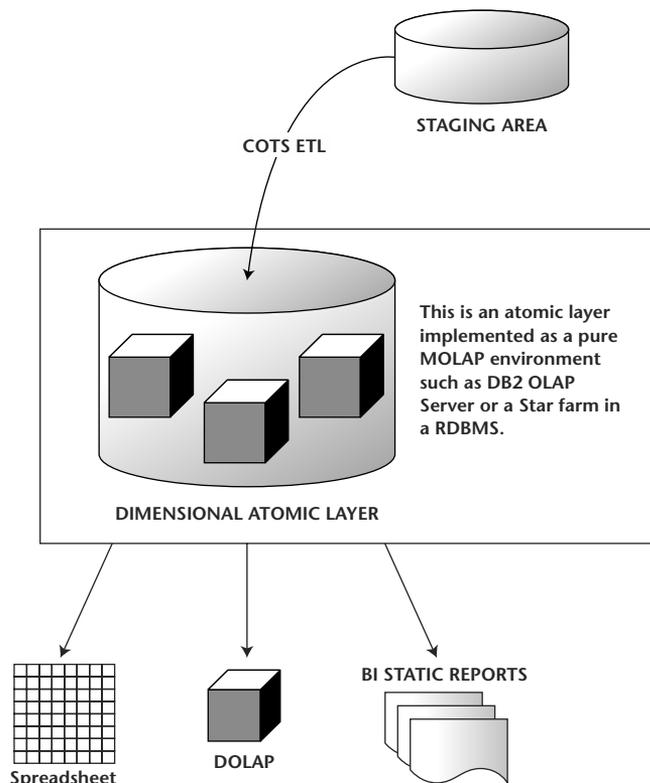 STAGING AREA
COTS ETL
This is an atomic layer
implemented as a pure
MOLAP environment
such as DB2 OLAP
Server or a Star farm in
a RDBMS.
DIMENSIONAL ATOMIC LAYER
BI STATIC REPORTS
DOLAP
Spreadsheet